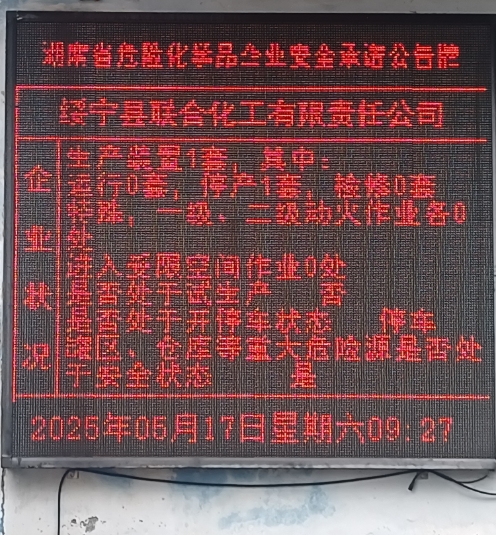 湖南省危险化学品企业安全承诺公告牌
绥宁县联合化工有限责任公司
企业状况
生产装置1套，其中：
运行0套，停产1套，检修0套
特殊、一级、二级动火作业各0
处
进入受限空间作业0处
是否处于试生产 否
是否处于开停车状态 停车
罐区、仓库等重大危险源是否处
于安全状态 是
2025年05月17日星期六09:27